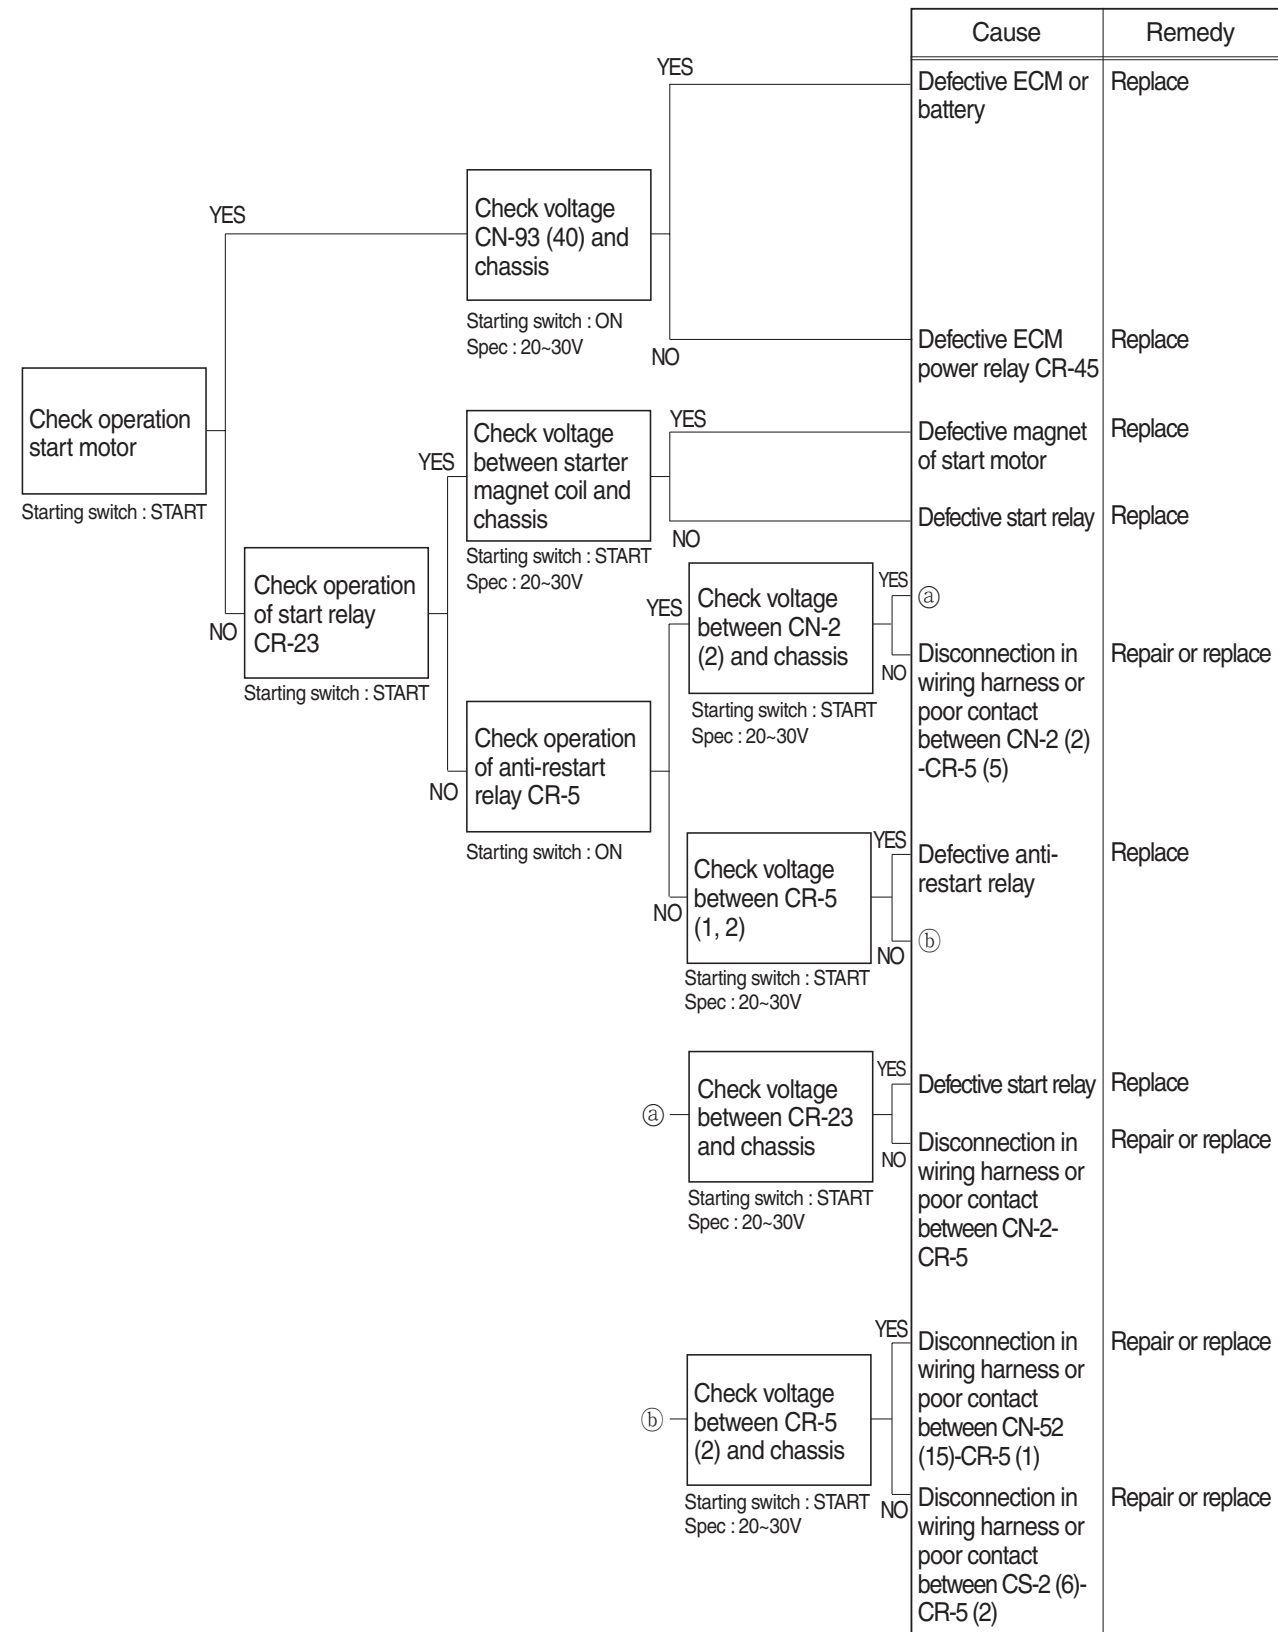 Cause
Remedy
YES
Defective ECM or
battery
Replace
YES
Check voltage
CN-93 (40) and
chassis
Starting switch : ON
Spec : 20~30V
NO
Defective ECM
power relay CR-45
Replace
Check operation
start motor
Starting switch : START
YES
Check voltage
between starter
magnet coil and
chassis
Starting switch : START
Spec : 20~30V
YES
Defective magnet
of start motor
Replace
NO
Defective start relay
Replace
NO
Check operation
of start relay
CR-23
Starting switch : START
YES
Check voltage
between CN-2
(2) and chassis
Starting switch : START
Spec : 20~30V
YES
ⓐ
NO
Disconnection in
wiring harness or
poor contact
between CN-2 (2)
-CR-5 (5)
Repair or replace
NO
Check operation
of anti-restart
relay CR-5
Starting switch : ON
NO
Check voltage
between CR-5
(1, 2)
Starting switch : START
Spec : 20~30V
YES
Defective anti-
restart relay
Replace
NO
ⓑ
ⓐ
Check voltage
between CR-23
and chassis
Starting switch : START
Spec : 20~30V
YES
Defective start relay
Replace
NO
Disconnection in
wiring harness or
poor contact
between CN-2-
CR-5
Repair or replace
ⓑ
Check voltage
between CR-5
(2) and chassis
Starting switch : START
Spec : 20~30V
YES
Disconnection in
wiring harness or
poor contact
between CN-52
(15)-CR-5 (1)
Repair or replace
NO
Disconnection in
wiring harness or
poor contact
between CS-2 (6)-
CR-5 (2)
Repair or replace